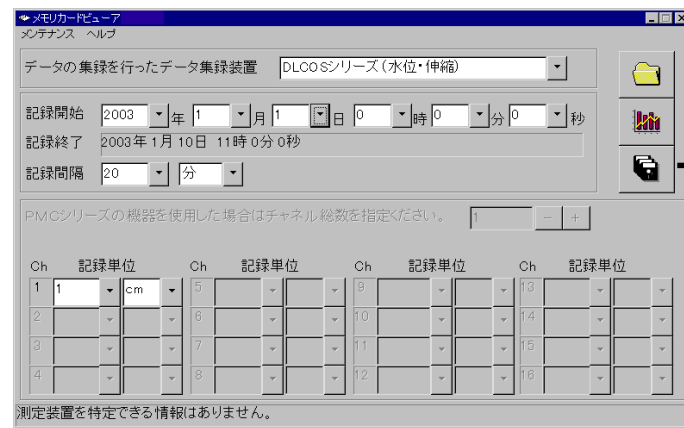 メモリカードビューア
メンテナンス ヘルプ
データの集録を行ったデータ集録装置 DLCOSシリーズ(水位・伸縮)
記録開始 2003 年 1 月 1 日 0 時 0 分 0 秒
記録終了 2003年 1月 10日 11時 0分 0秒
記録間隔 20 分
PMCシリーズの機器を使用した場合はチャネル総数を指定ください。 1 - +
Ch 記録単位 Ch 記録単位 Ch 記録単位 Ch 記録単位
1 1 cm 5 9 13
2 6 10 14
3 7 11 15
4 8 12 16
測定装置を特定できる情報はありません。